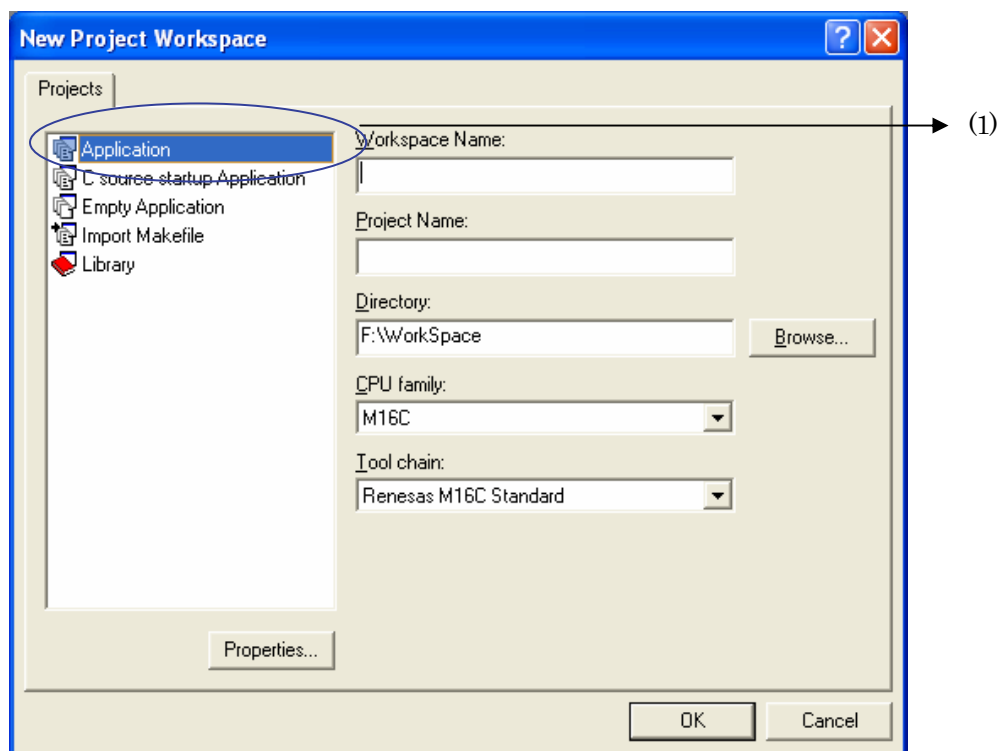 New Project Workspace
Projects
Application
C source startup Application
Empty Application
Import Makefile
Library
Properties...
Workspace Name:
Project Name:
Directory:
F:\WorkSpace
Browse...
CPU family:
M16C
Tool chain:
Renesas M16C Standard
OK
Cancel
(1)